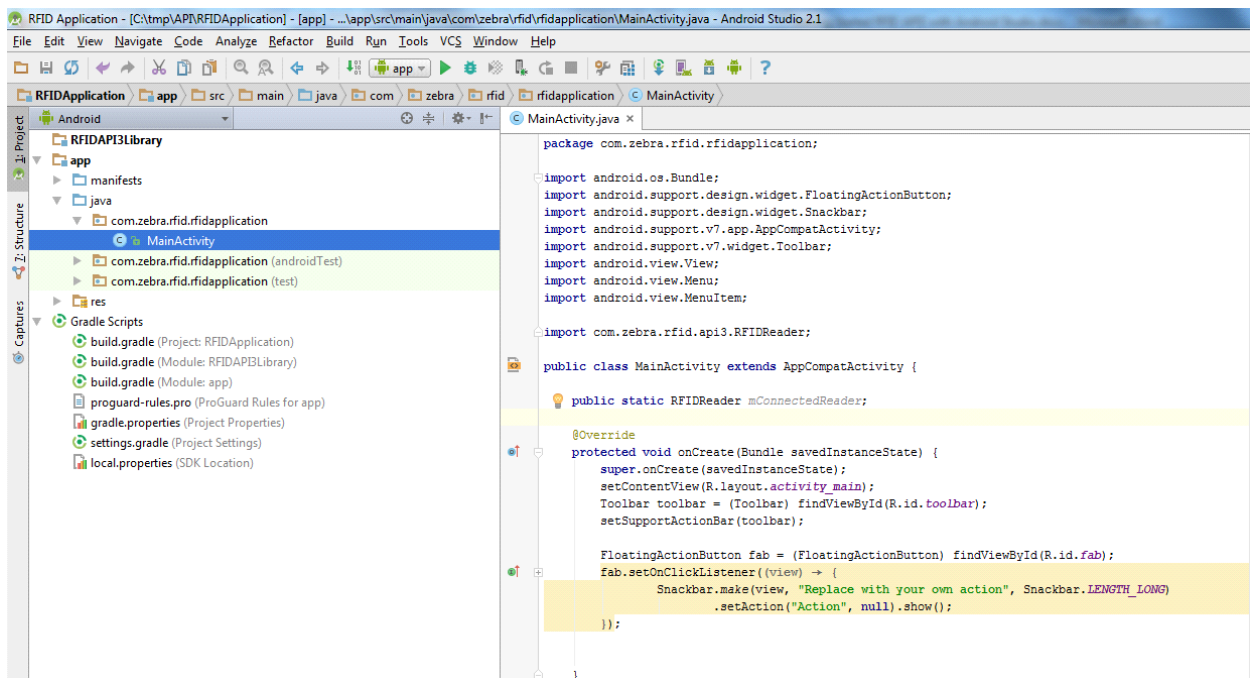 RFID Application - [C:\tmp\API\RFIDApplication] - [app] - ...\app\src\main\java\com\zebra\rfid\rfidapplication\MainActivity.java - Android Studio 2.1
File Edit View Navigate Code Analyze Refactor Build Run Tools VCS Window Help
app
RFIDApplication app src main java com zebra rfid rfidapplication MainActivity
Android
MainActivity.java
1: Project
7: Structure
Captures
RFIDAPI3Library
app
manifests
java
com.zebra.rfid.rfidapplication
MainActivity
com.zebra.rfid.rfidapplication (androidTest)
com.zebra.rfid.rfidapplication (test)
res
Gradle Scripts
build.gradle (Project: RFIDApplication)
build.gradle (Module: RFIDAPI3Library)
build.gradle (Module: app)
proguard-rules.pro (ProGuard Rules for app)
gradle.properties (Project Properties)
settings.gradle (Project Settings)
local.properties (SDK Location)
package com.zebra.rfid.rfidapplication;
import android.os.Bundle;
import android.support.design.widget.FloatingActionButton;
import android.support.design.widget.Snackbar;
import android.support.v7.app.AppCompatActivity;
import android.support.v7.widget.Toolbar;
import android.view.View;
import android.view.Menu;
import android.view.MenuItem;
import com.zebra.rfid.api3.RFIDReader;
public class MainActivity extends AppCompatActivity {
public static RFIDReader mConnectedReader;
@Override
protected void onCreate(Bundle savedInstanceState) {
super.onCreate(savedInstanceState);
setContentView(R.layout.activity_main);
Toolbar toolbar = (Toolbar) findViewById(R.id.toolbar);
setSupportActionBar(toolbar);
FloatingActionButton fab = (FloatingActionButton) findViewById(R.id.fab);
fab.setOnClickListener((view) → {
Snackbar.make(view, "Replace with your own action", Snackbar.LENGTH_LONG)
.setAction("Action", null).show();
});
}